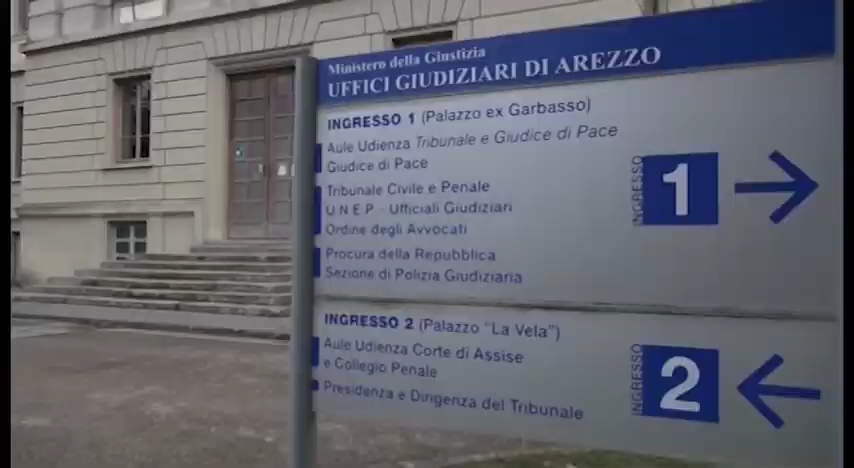 Ministero della Giustizia
UFFICI GIUDIZIARI DI AREZZO
INGRESSO 1 (Palazzo ex Garbasso)
Aule Udienza Tribunale e Giudice di Pace
Giudice di Pace
Tribunale Civile e Penale
U N E P - Ufficiali Giudiziari
Ordine degli Avvocati
Procura della Repubblica
Sezione di Polizia Giudiziaria
INGRESSO
1
INGRESSO 2 (Palazzo "La Vela")
Aule Udienza Corte di Assise
e Collegio Penale
Presidenza e Dirigenza del Tribunale
INGRESSO
2